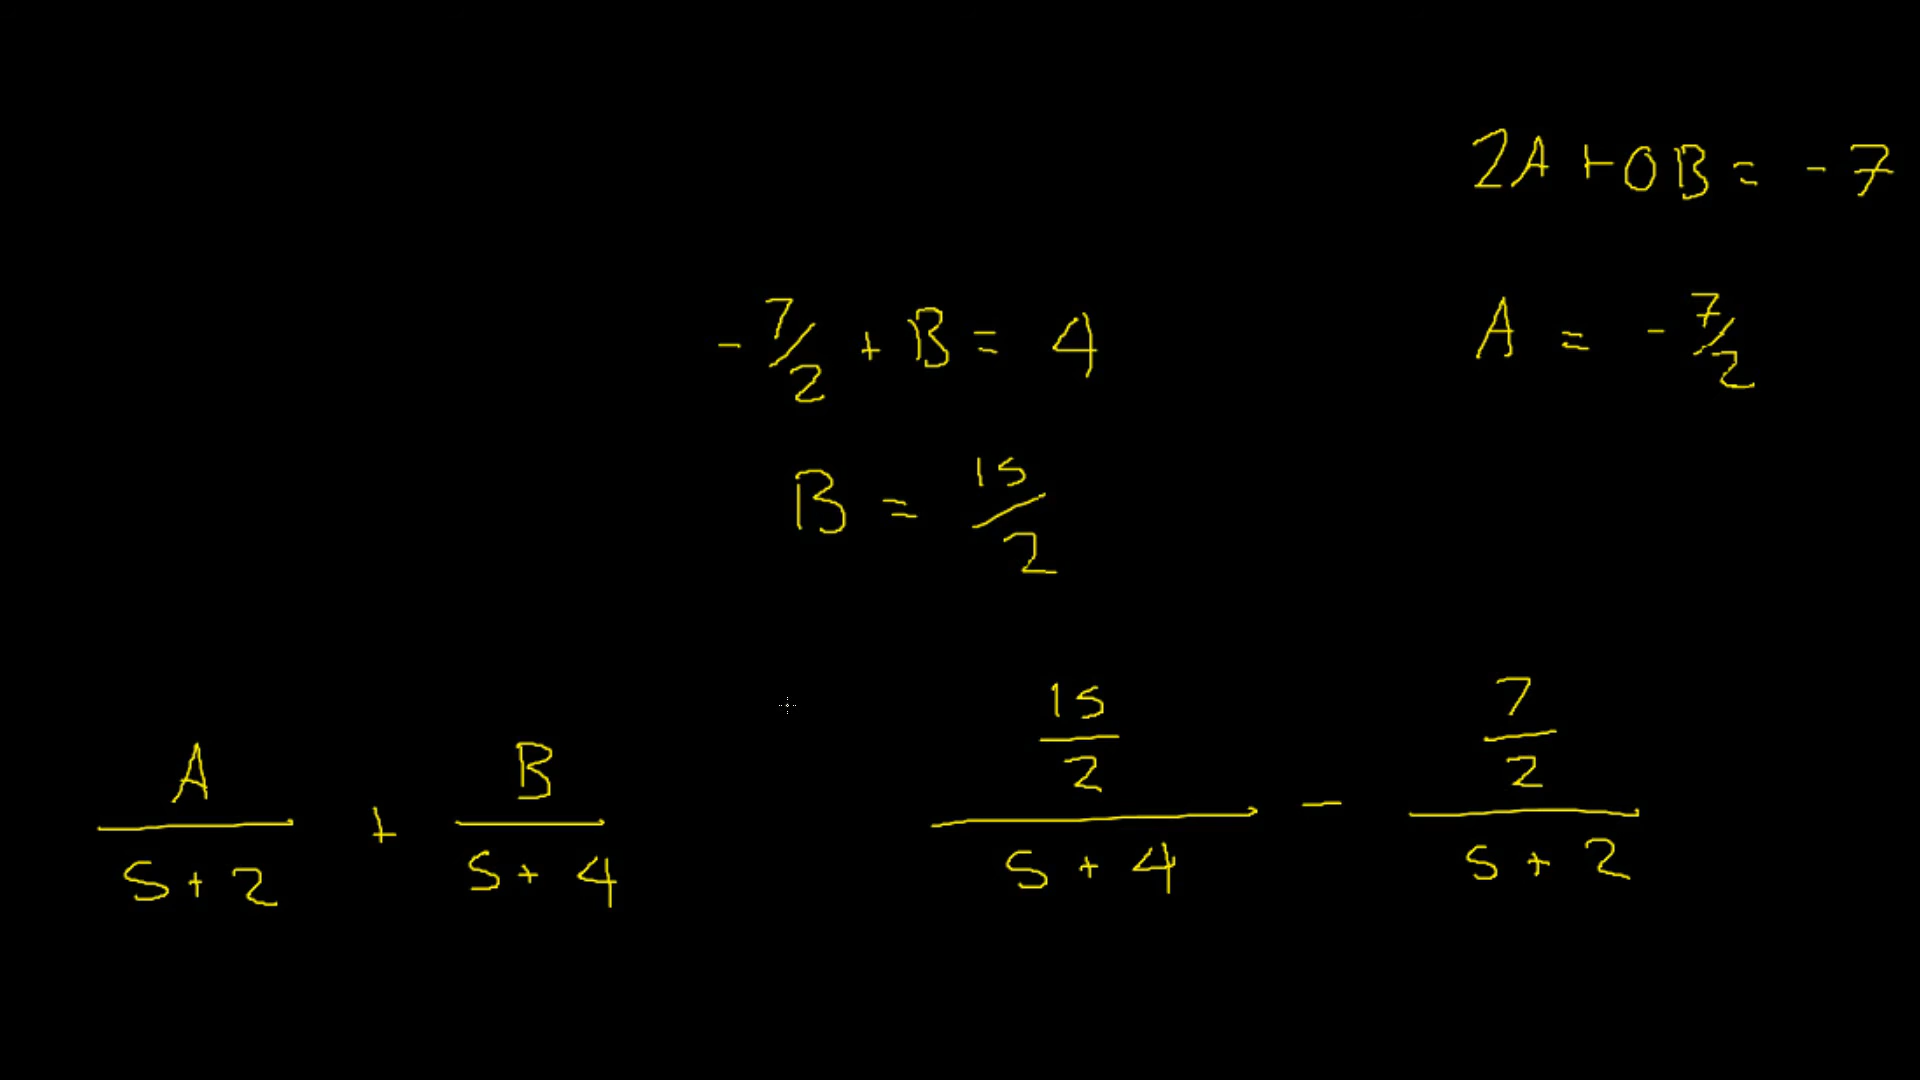 2A + 0B = -7
-7/2 + B = 4
A = -7/2
B = 15/2
A/(S+2) + B/(S+4)
(15/2)/(S+4) - (7/2)/(S+2)